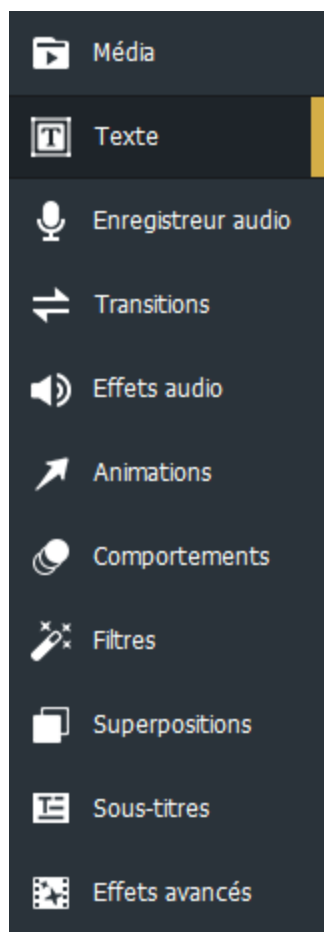 Média
Texte
Enregistreur audio
Transitions
Effets audio
Animations
Comportements
Filtres
Superpositions
Sous-titres
Effets avancés